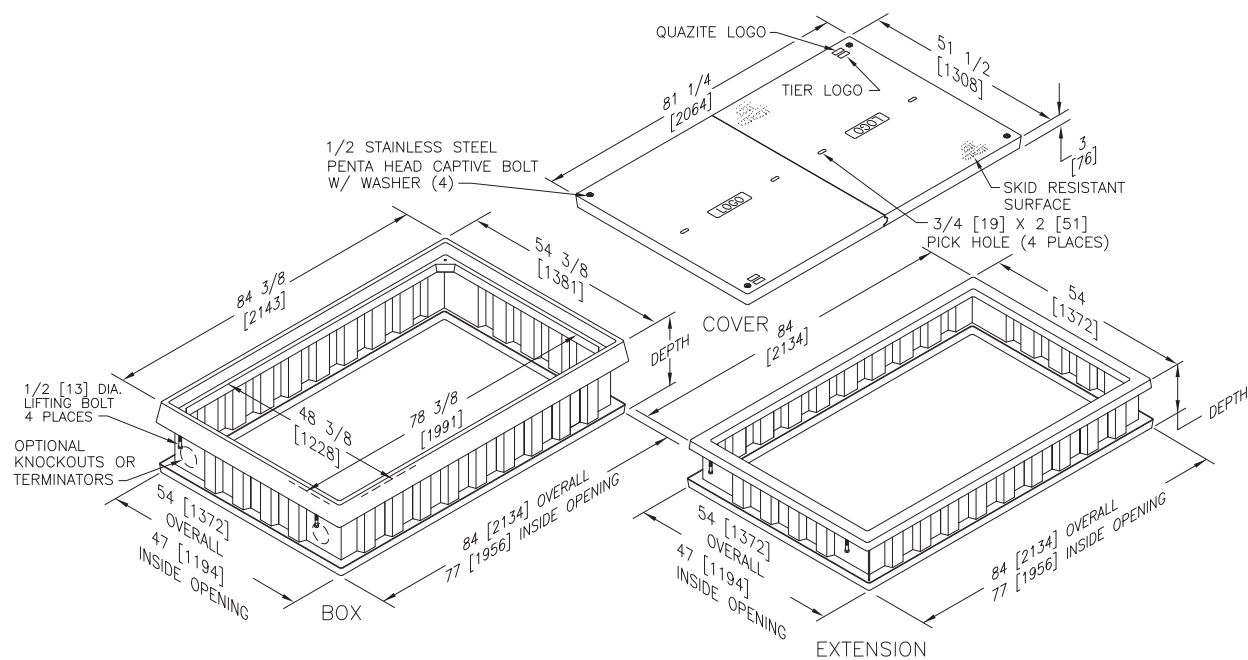 QUAZITE LOGO
TIER LOGO
51 1/2
[1308]
81 1/4
[2064]
3
[76]
1/2 STAINLESS STEEL
PENTA HEAD CAPTIVE BOLT
W/ WASHER (4)
LOGO
LOGO
SKID RESISTANT
SURFACE
3/4 [19] X 2 [51]
PICK HOLE (4 PLACES)
COVER
84 3/8
[2143]
54 3/8
[1381]
DEPTH
1/2 [13] DIA.
LIFTING BOLT
4 PLACES
OPTIONAL
KNOCKOUTS OR
TERMINATORS
48 3/8
[1228]
78 3/8
[1991]
54 [1372]
OVERALL
47 [1194]
INSIDE OPENING
84 [2134] OVERALL
77 [1956] INSIDE OPENING
BOX
84
[2134]
54
[1372]
DEPTH
54 [1372]
OVERALL
47 [1194]
INSIDE OPENING
84 [2134] OVERALL
77 [1956] INSIDE OPENING
EXTENSION